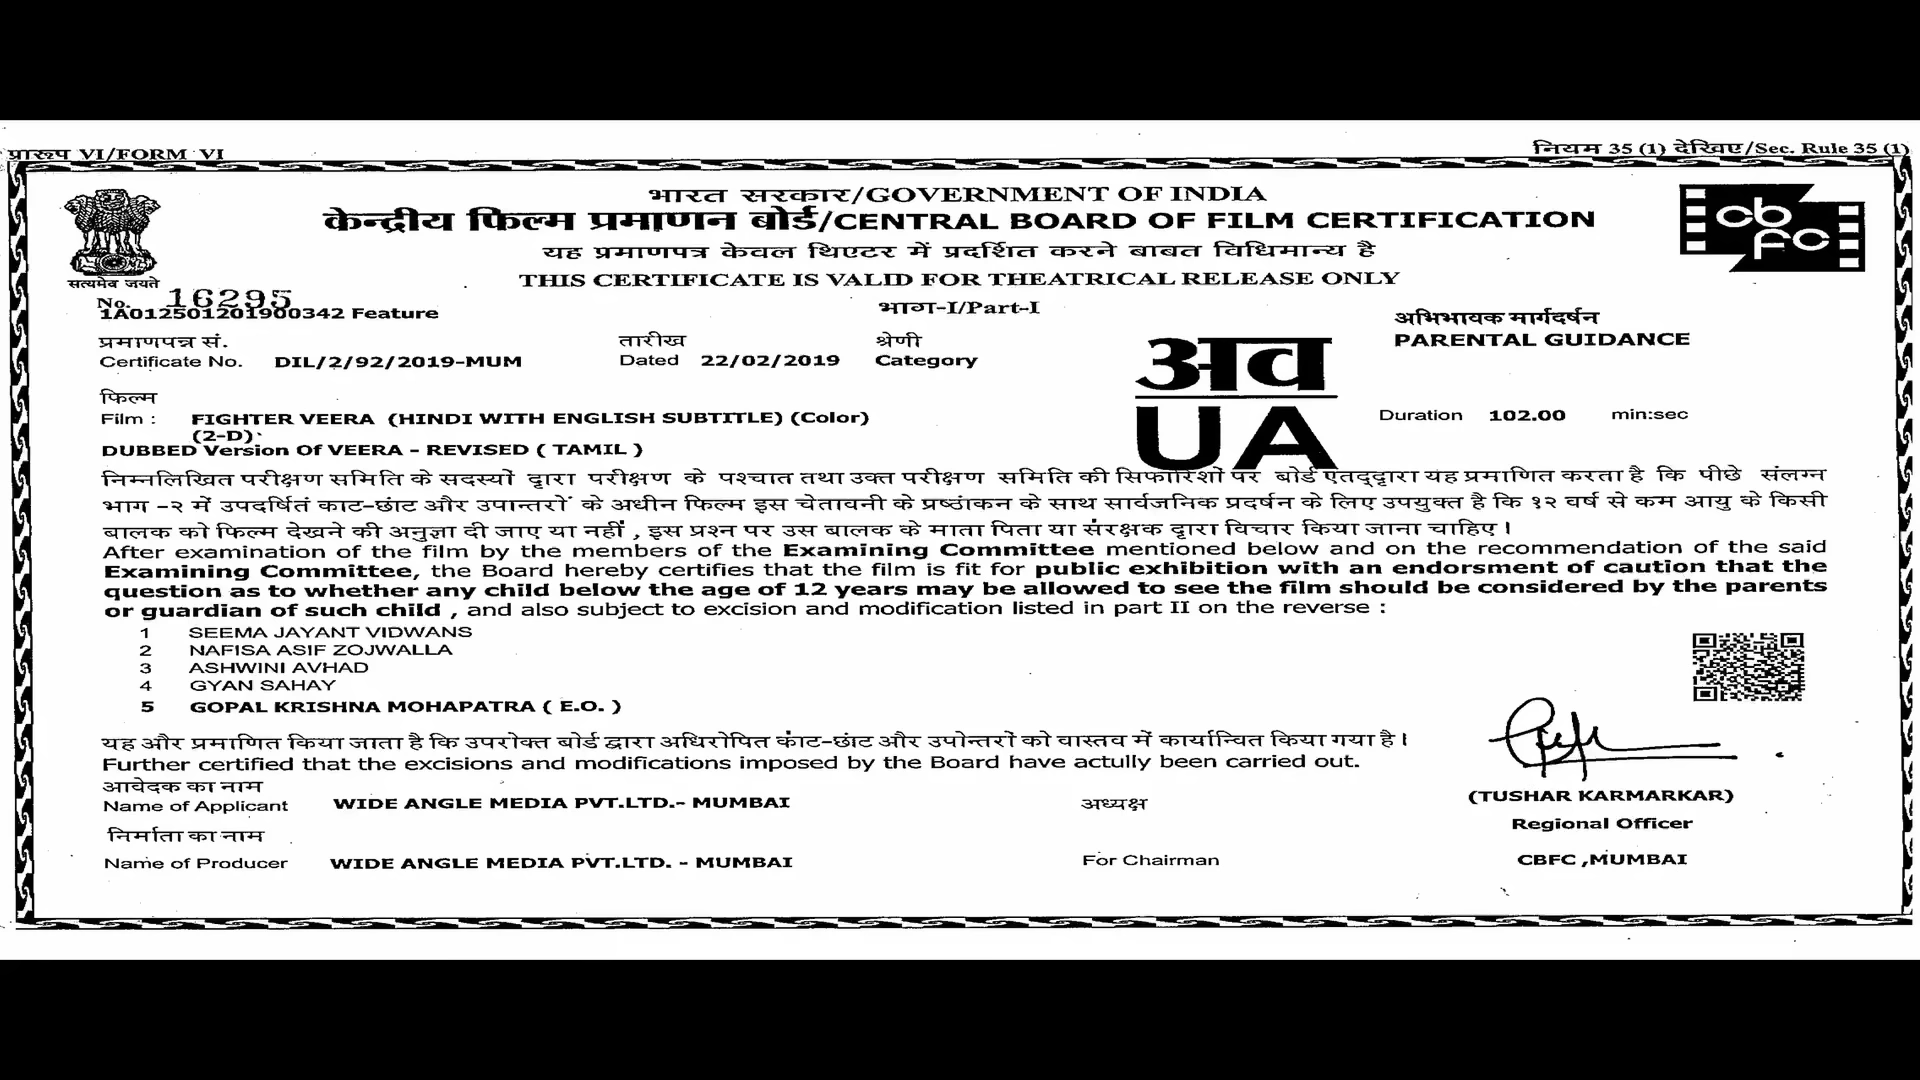 प्रारूप VI/FORM VI
नियम 35 (1) देखिए/Sec. Rule 35 (1)
भारत सरकार/GOVERNMENT OF INDIA
केन्द्रीय फिल्म प्रमाणन बोर्ड/CENTRAL BOARD OF FILM CERTIFICATION
यह प्रमाणपत्र केवल थिएटर में प्रदर्शित करने बाबत विधिमान्य है
THIS CERTIFICATE IS VALID FOR THEATRICAL RELEASE ONLY
cbfc
सत्यमेव जयते
No. 16295
1A012501201900342 Feature
भाग-I/Part-I
अभिभावक मार्गदर्शन
PARENTAL GUIDANCE
प्रमाणपत्र सं.
तारीख
श्रेणी
Certificate No. DIL/2/92/2019-MUM
Dated 22/02/2019
Category
अव
UA
फिल्म
Film : FIGHTER VEERA (HINDI WITH ENGLISH SUBTITLE) (Color)
(2-D)
Duration 102.00 min:sec
DUBBED Version Of VEERA - REVISED ( TAMIL )
निम्नलिखित परीक्षण समिति के सदस्यों द्वारा परीक्षण के पश्चात तथा उक्त परीक्षण समिति की सिफारिशों पर बोर्ड एतद्द्वारा यह प्रमाणित करता है कि पीछे संलग्न
भाग -२ में उपदर्षित काट-छांट और उपान्तरों के अधीन फिल्म इस चेतावनी के प्रष्ठांकन के साथ सार्वजनिक प्रदर्षन के लिए उपयुक्त है कि १२ वर्ष से कम आयु के किसी
बालक को फिल्म देखने की अनुज्ञा दी जाए या नहीं , इस प्रश्न पर उस बालक के माता पिता या संरक्षक द्वारा विचार किया जाना चाहिए ।
After examination of the film by the members of the Examining Committee mentioned below and on the recommendation of the said
Examining Committee, the Board hereby certifies that the film is fit for public exhibition with an endorsment of caution that the
question as to whether any child below the age of 12 years may be allowed to see the film should be considered by the parents
or guardian of such child , and also subject to excision and modification listed in part II on the reverse :
1 SEEMA JAYANT VIDWANS
2 NAFISA ASIF ZOJWALLA
3 ASHWINI AVHAD
4 GYAN SAHAY
5 GOPAL KRISHNA MOHAPATRA ( E.O. )
यह और प्रमाणित किया जाता है कि उपरोक्त बोर्ड द्वारा अधिरोपित काट-छांट और उपोन्तरों को वास्तव में कार्यान्वित किया गया है ।
Further certified that the excisions and modifications imposed by the Board have actully been carried out.
आवेदक का नाम
Name of Applicant WIDE ANGLE MEDIA PVT.LTD.- MUMBAI
अध्यक्ष
(TUSHAR KARMARKAR)
Regional Officer
निर्माता का नाम
Name of Producer WIDE ANGLE MEDIA PVT.LTD. - MUMBAI
For Chairman
CBFC ,MUMBAI